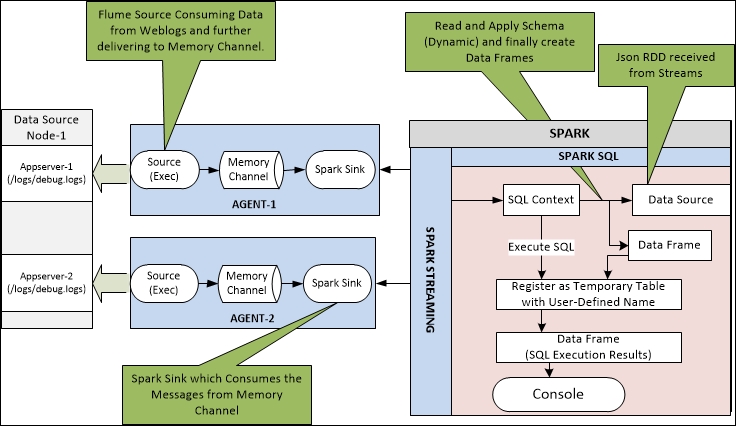 Flume Source Consuming Data
from Weblogs and further
delivering to Memory Channel.
Read and Apply Schema
(Dynamic) and finally create
Data Frames
Json RDD received
from Streams
Data Source
Node-1
Appserver-1
(/logs/debug.logs)
Appserver-2
(/logs/debug.logs)
Source
(Exec)
Memory
Channel
Spark Sink
AGENT-1
Source
(Exec)
Memory
Channel
Spark Sink
AGENT-2
Spark Sink which Consumes the
Messages from Memory
Channel
SPARK
SPARK SQL
SPARK STREAMING
SQL Context
Data Source
Execute SQL
Data Frame
Register as Temporary Table
with User-Defined Name
Data Frame
(SQL Execution Results)
Console